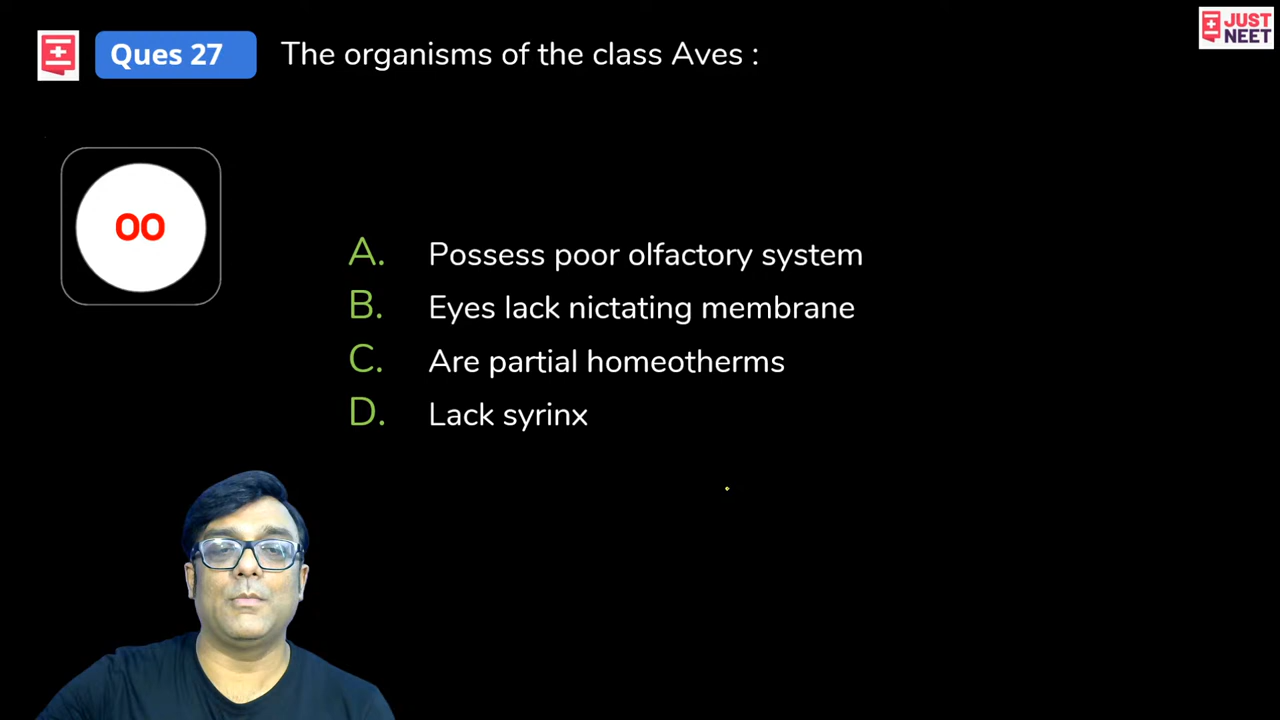 Ques 27 The organisms of the class Aves :
JUST
NEET
00
A. Possess poor olfactory system
B. Eyes lack nictating membrane
C. Are partial homeotherms
D. Lack syrinx